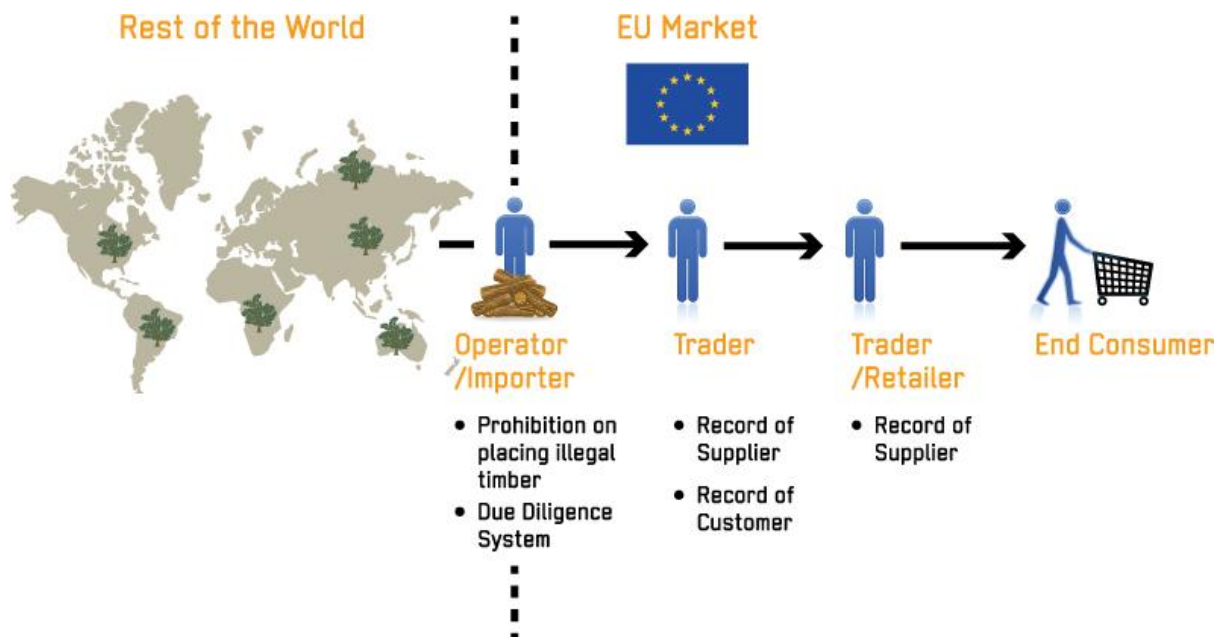 Rest of the World
EU Market
Operator
/Importer
• Prohibition on
placing illegal
timber
• Due Diligence
System
Trader
• Record of
Supplier
• Record of
Customer
Trader
/Retailer
• Record of
Supplier
End Consumer